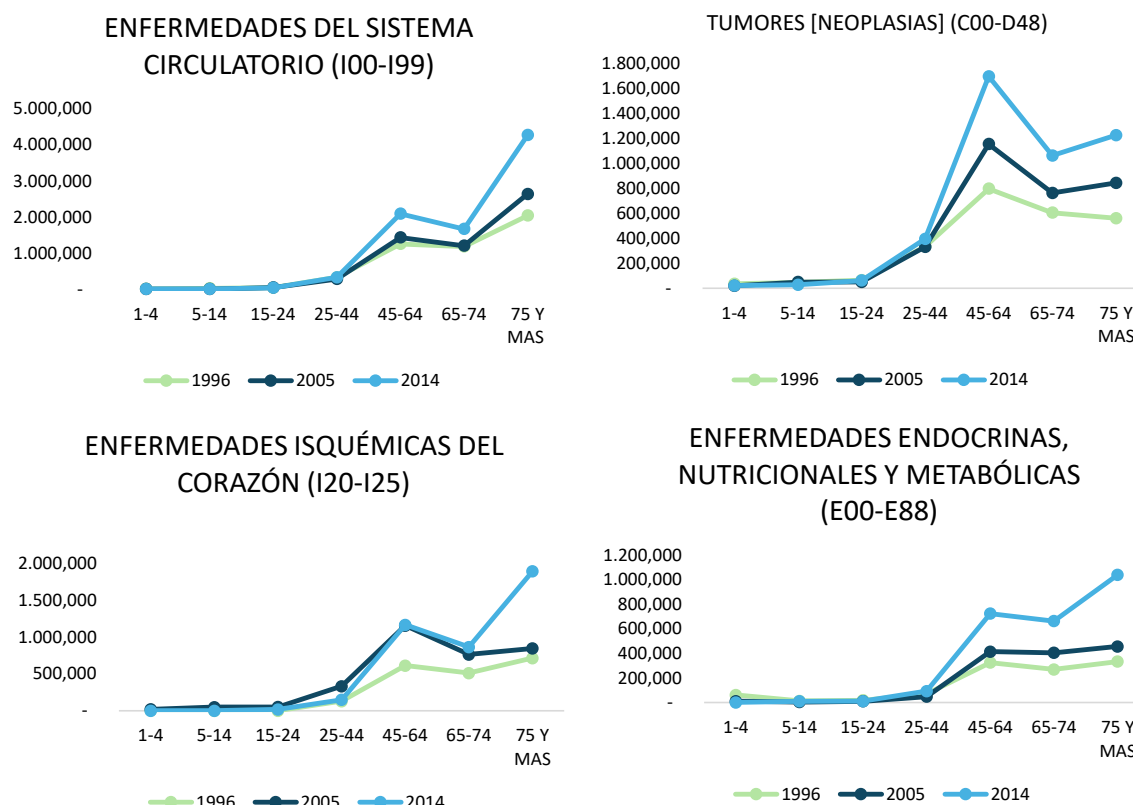 ENFERMEDADES DEL SISTEMA
CIRCULATORIO (I00-I99)
5.000,000
4.000,000
3.000,000
2.000,000
1.000,000
-
1-4 5-14 15-24 25-44 45-64 65-74 75 Y
MAS
1996 2005 2014
TUMORES [NEOPLASIAS] (C00-D48)
1.800,000
1.600,000
1.400,000
1.200,000
1.000,000
800,000
600,000
400,000
200,000
-
1-4 5-14 15-24 25-44 45-64 65-74 75 Y
MAS
1996 2005 2014
ENFERMEDADES ISQUÉMICAS DEL
CORAZÓN (I20-I25)
2.000,000
1.500,000
1.000,000
500,000
-
1-4 5-14 15-24 25-44 45-64 65-74 75 Y
MAS
1996 2005 2014
ENFERMEDADES ENDOCRINAS,
NUTRICIONALES Y METABÓLICAS
(E00-E88)
1.200,000
1.000,000
800,000
600,000
400,000
200,000
-
1-4 5-14 15-24 25-44 45-64 65-74 75 Y
MAS
1996 2005 2014